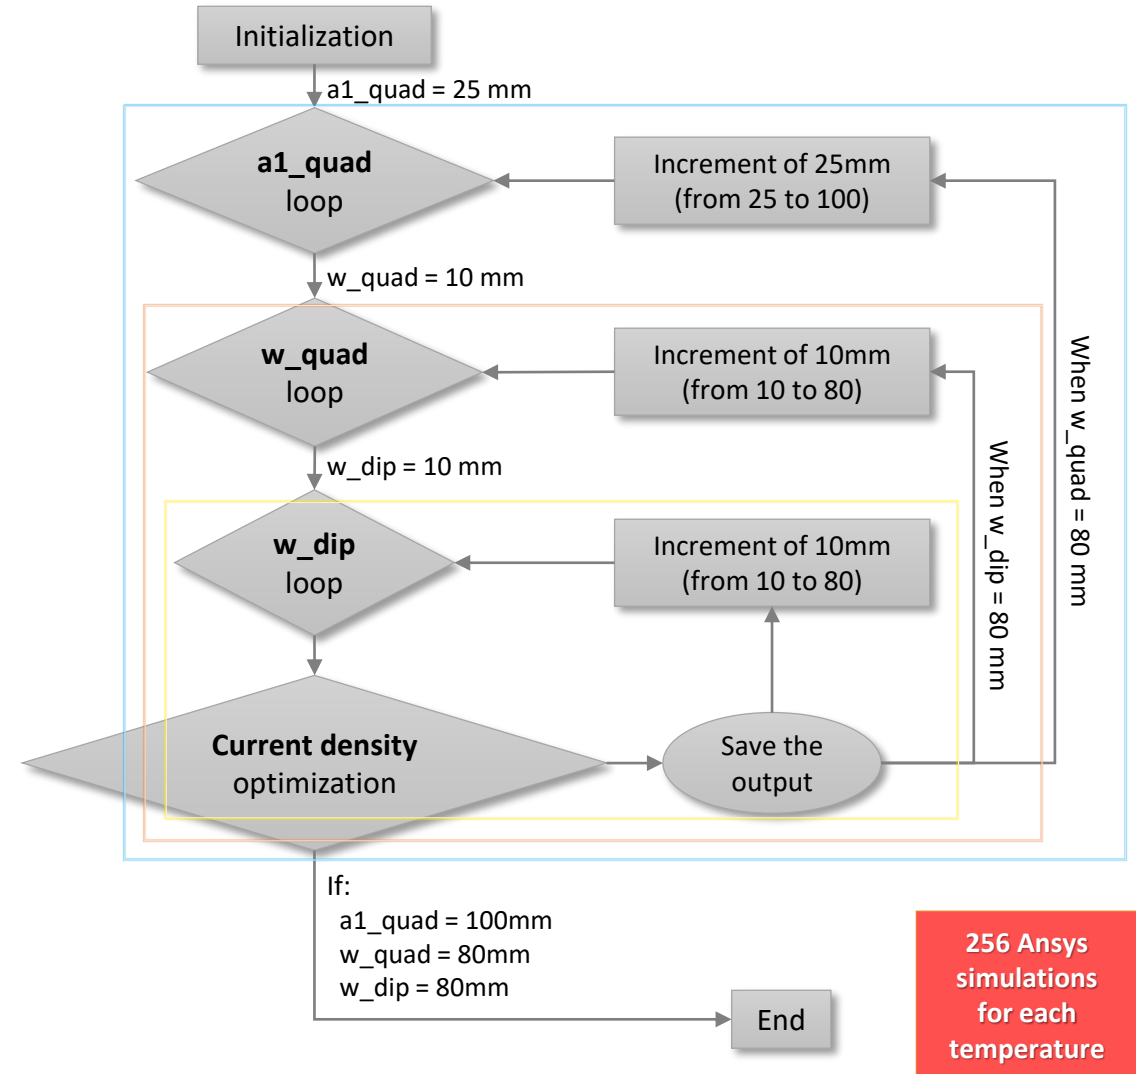 Initialization
a1_quad = 25 mm
a1_quad
loop
Increment of 25mm
(from 25 to 100)
w_quad = 10 mm
w_quad
loop
Increment of 10mm
(from 10 to 80)
When w_quad = 80 mm
w_dip = 10 mm
w_dip
loop
Increment of 10mm
(from 10 to 80)
When w_dip = 80 mm
Current density
optimization
Save the
output
If:
a1_quad = 100mm
w_quad = 80mm
w_dip = 80mm
End
256 Ansys
simulations
for each
temperature